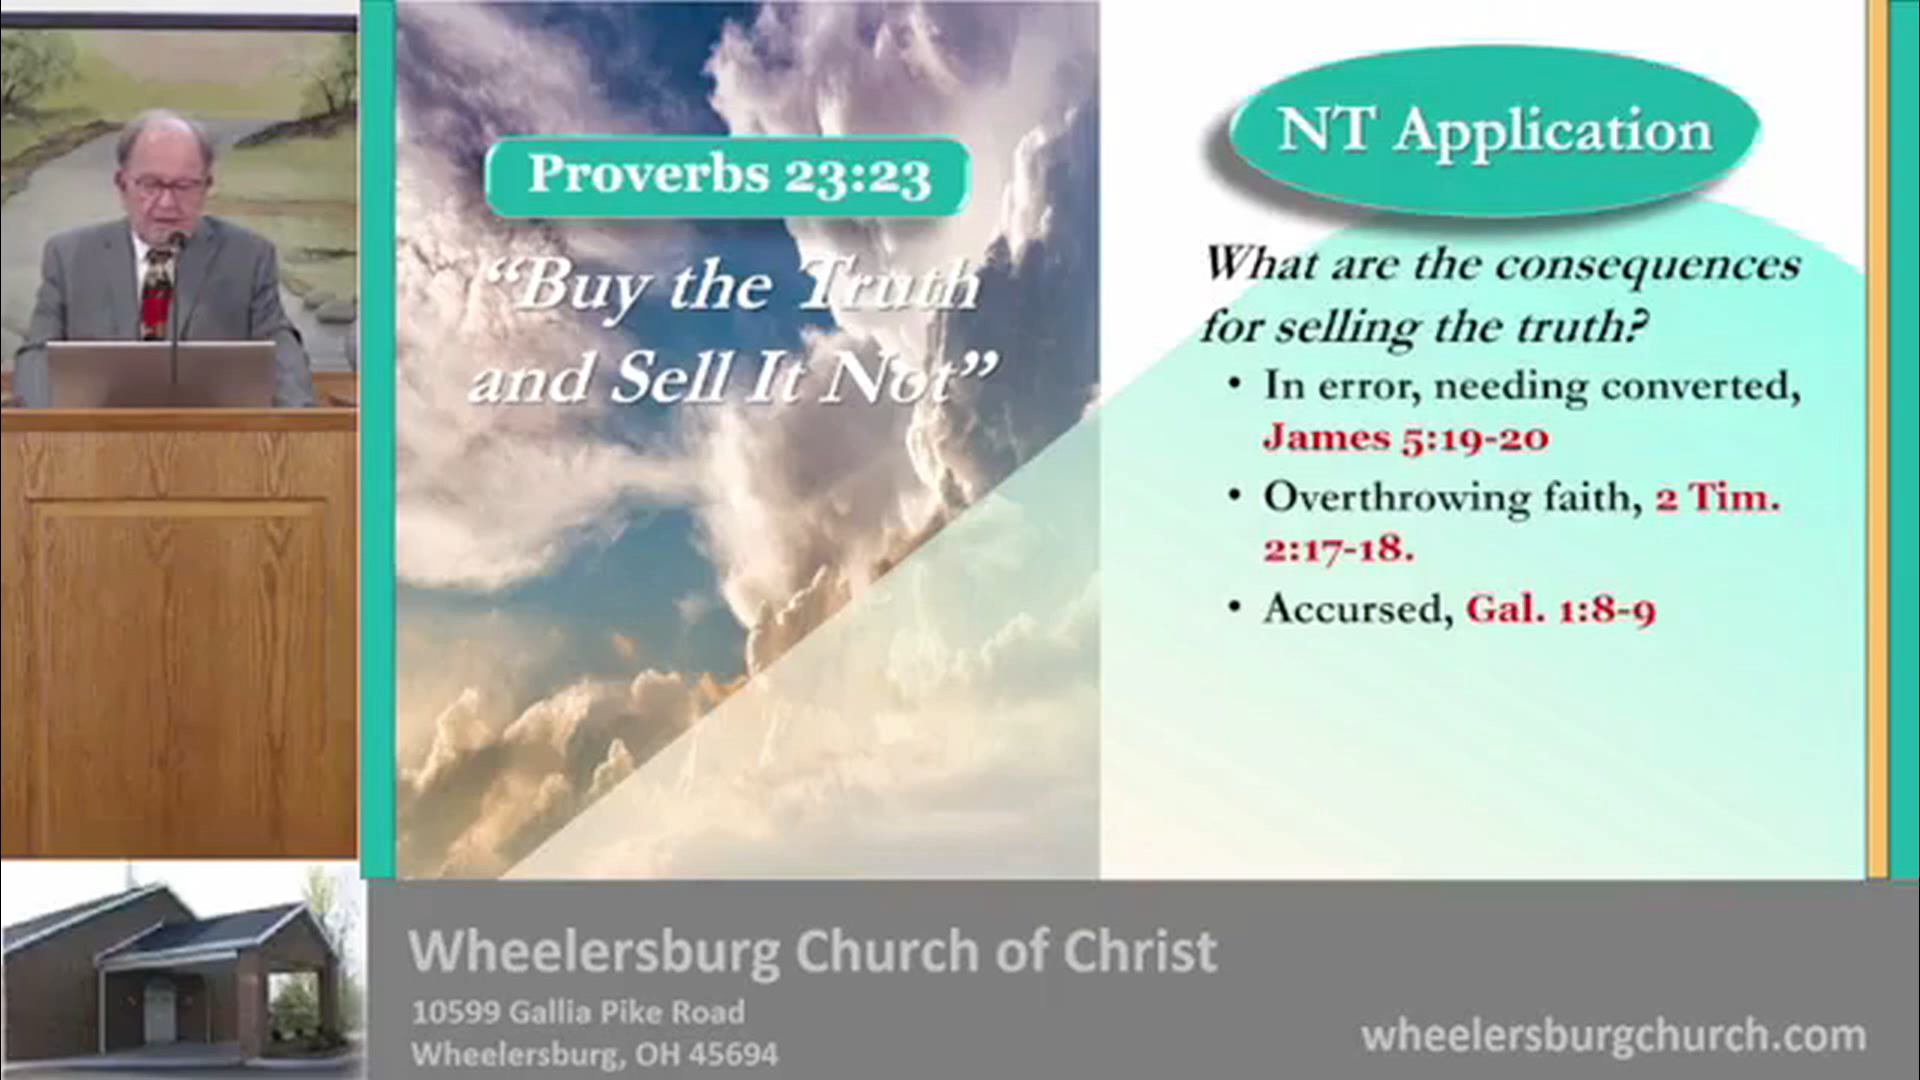 Proverbs 23:23
“Buy the Truth
and Sell It Not”
NT Application
What are the consequences
for selling the truth?
• In error, needing converted,
James 5:19-20
• Overthrowing faith, 2 Tim.
2:17-18.
• Accursed, Gal. 1:8-9
Wheelersburg Church of Christ
10599 Gallia Pike Road
Wheelersburg, OH 45694
wheelersburgchurch.com